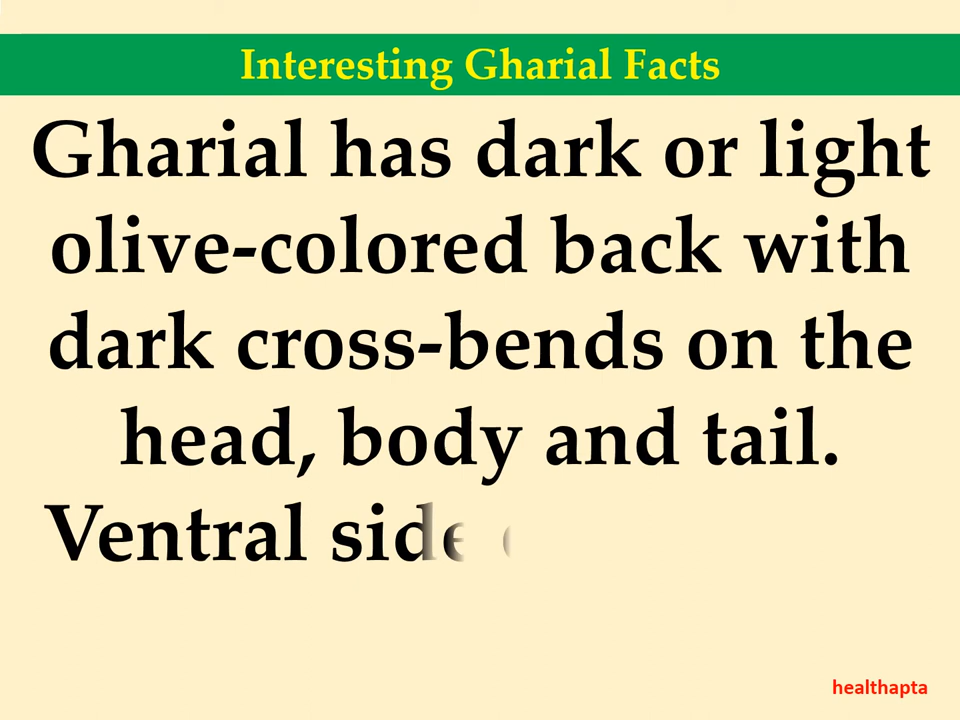 Interesting Gharial Facts
Gharial has dark or light
olive-colored back with
dark cross-bends on the
head, body and tail.
Ventral side
healthapta